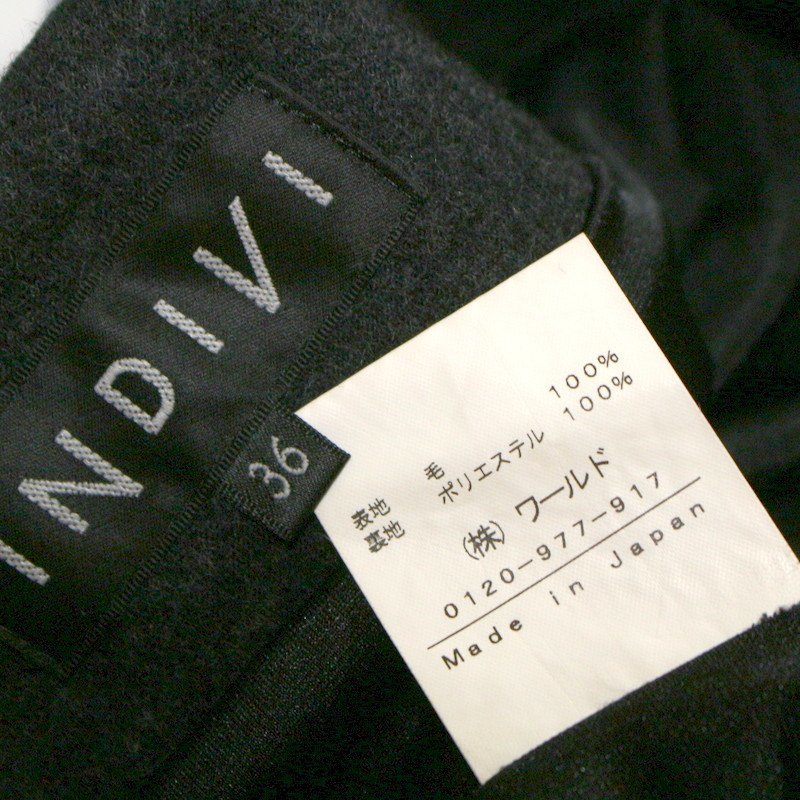 INDIVI
36
表地 毛 100%
裏地 ポリエステル 100%
(株) ワールド
0120-977-917
Made in Japan